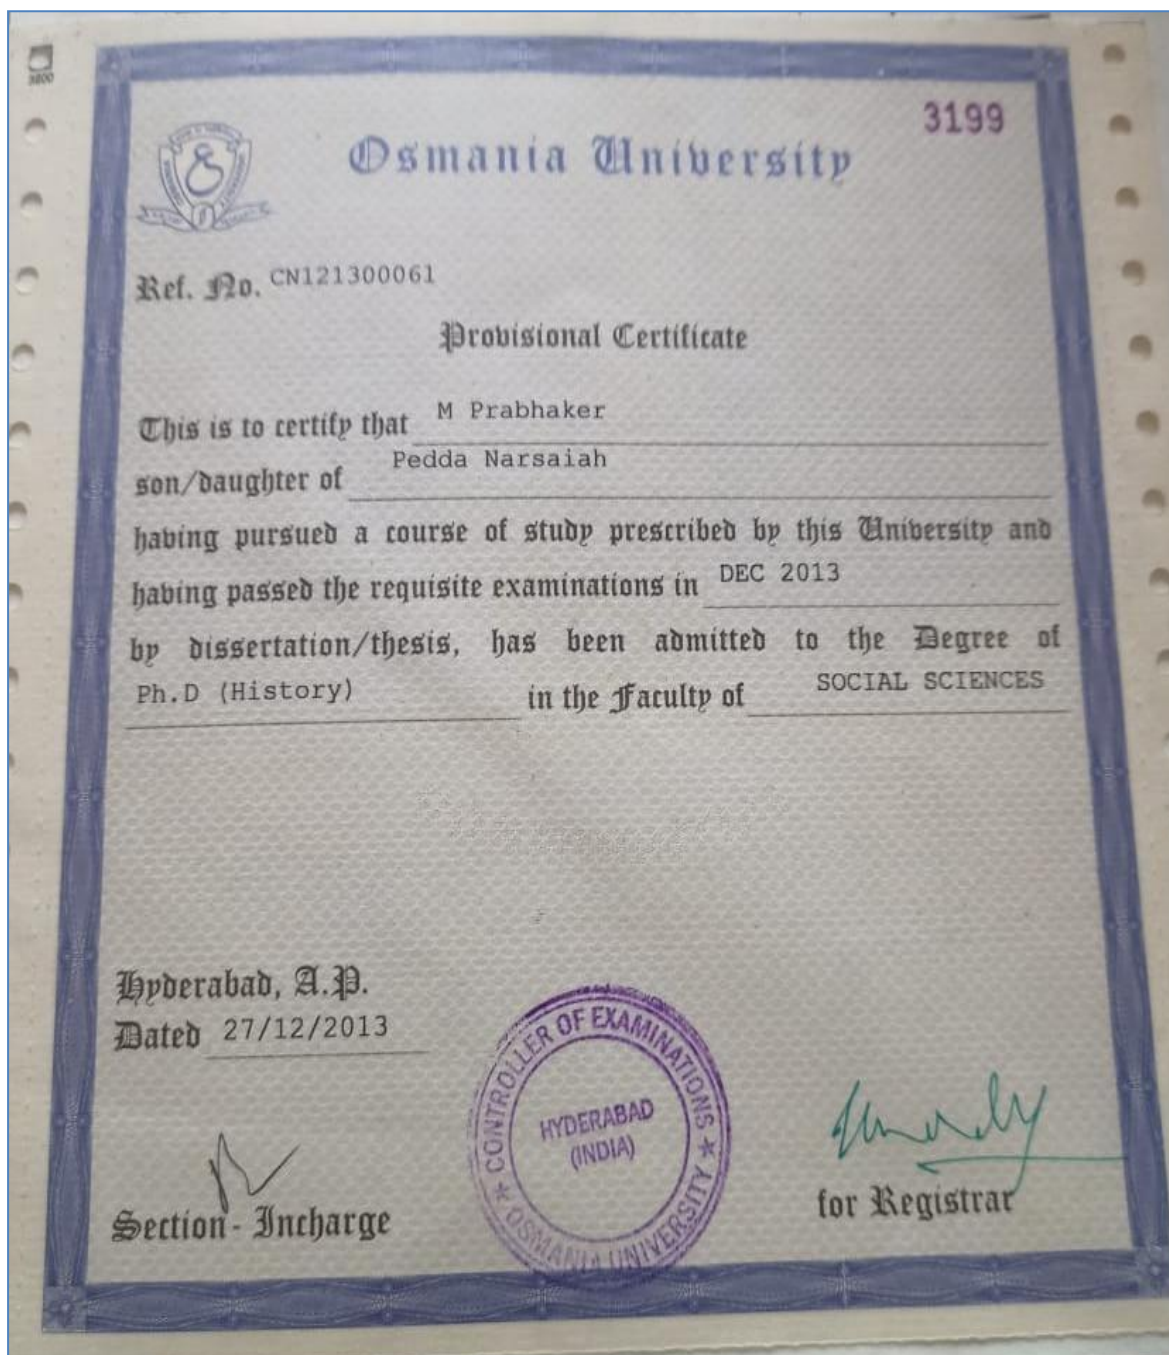 3800
3199
Osmania University
Ref. No. CN121300061
Provisional Certificate
This is to certify that M Prabhaker
son/daughter of Pedda Narsaiah
having pursued a course of study prescribed by this University and
having passed the requisite examinations in DEC 2013
by dissertation/thesis, has been admitted to the Degree of
Ph.D (History) in the Faculty of SOCIAL SCIENCES
Hyderabad, A.P.
Dated 27/12/2013
CONTROLLER OF EXAMINATIONS
HYDERABAD
(INDIA)
OSMANIA UNIVERSITY
Section - Incharge
for Registrar